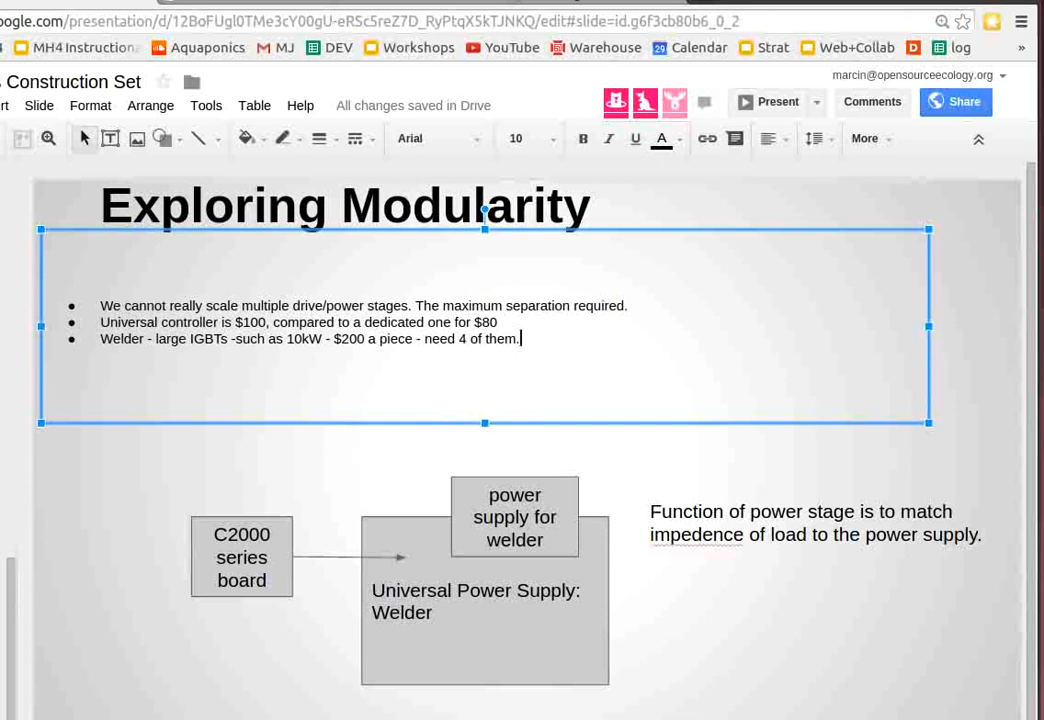 oogle.com/presentation/d/12BoFUgl0TMe3cY00gU-eRSc5reZ7D_RyPtqX5kTJNKQ/edit#slide=id.g6f3cb80b6_0_2
MH4 Instruction Aquaponics MJ DEV Workshops YouTube Warehouse 29 Calendar Strat Web+Collab D log »
Construction Set
marcin@opensourceecology.org
rt Slide Format Arrange Tools Table Help All changes saved in Drive Present Comments Share
Arial 10 B I U A More
Exploring Modularity
● We cannot really scale multiple drive/power stages. The maximum separation required.
● Universal controller is $100, compared to a dedicated one for $80
● Welder - large IGBTs -such as 10kW - $200 a piece - need 4 of them.
power
supply for
welder
C2000
series
board
Universal Power Supply:
Welder
Function of power stage is to match
impedence of load to the power supply.